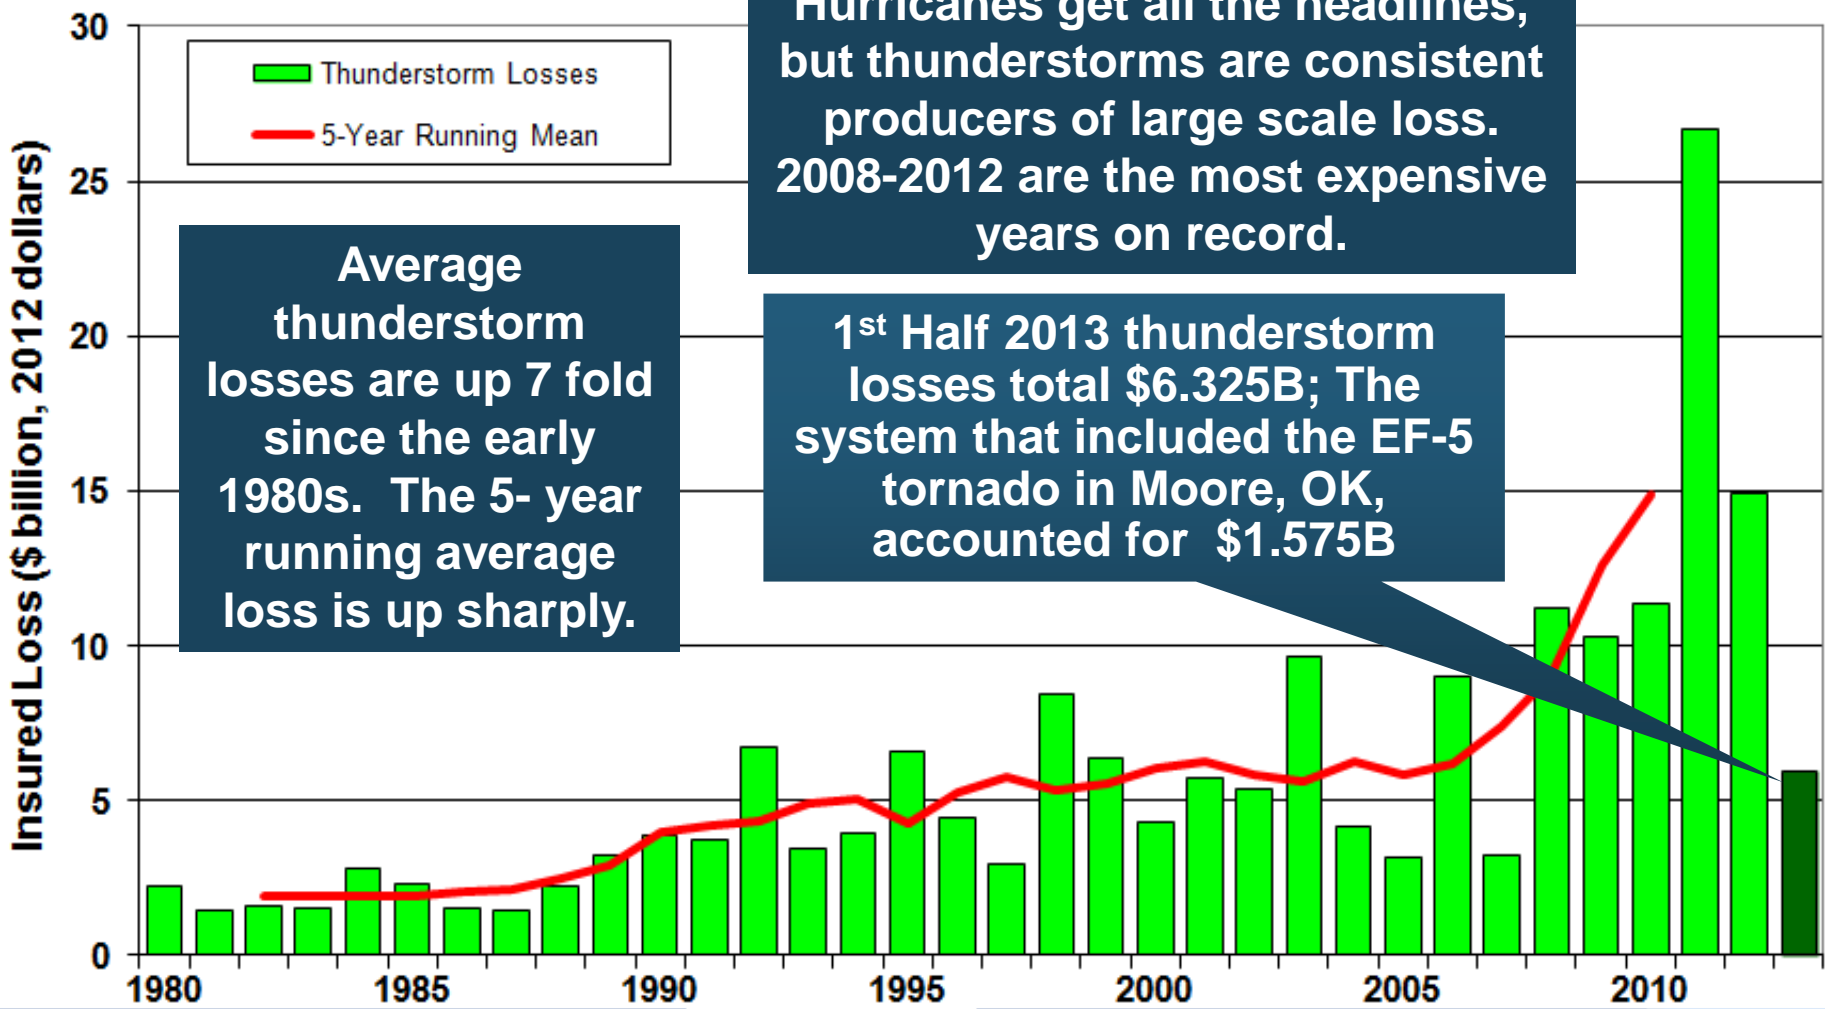 Hurricanes get all the headlines,
but thunderstorms are consistent
producers of large scale loss.
2008-2012 are the most expensive
years on record.
Thunderstorm Losses
5-Year Running Mean
Average
thunderstorm
losses are up 7 fold
since the early
1980s. The 5- year
running average
loss is up sharply.
1st Half 2013 thunderstorm
losses total $6.325B; The
system that included the EF-5
tornado in Moore, OK,
accounted for $1.575B
Insured Loss ($ billion, 2012 dollars)
30
25
20
15
10
5
0
1980 1985 1990 1995 2000 2005 2010